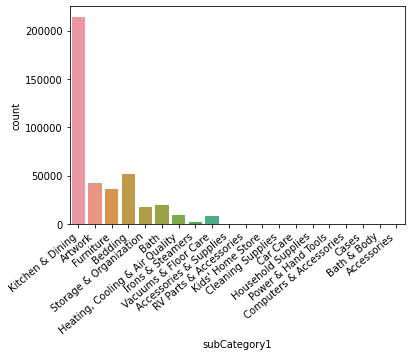 200000
150000
100000
50000
0
count
Kitchen & Dining
Artwork
Furniture
Bedding
Storage & Organization
Bath
Heating, Cooling & Air Quality
Irons & Steamers
Vacuums & Floor Care
Accessories & Supplies
RV Parts & Accessories
Kids' Home Store
Cleaning Supplies
Car Care
Household Supplies
Power & Hand Tools
Computers & Accessories
Cases
Bath & Body
Accessories
subCategory1